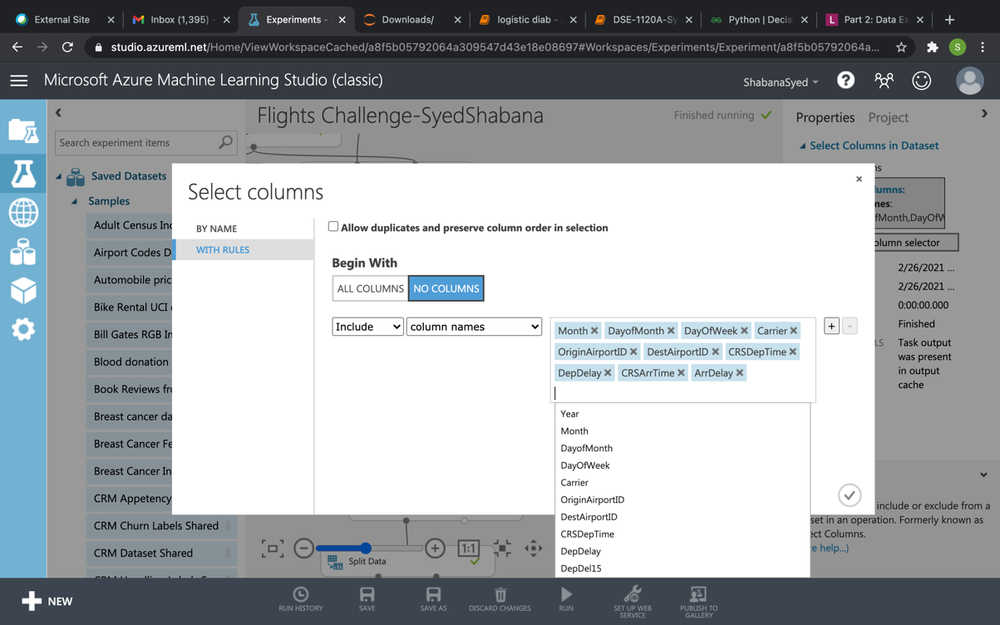 External Site
Inbox (1,395) -
Experiments -
Downloads/
logistic diab -
DSE-1120A-Sy
Python | Decis
Part 2: Data Ex
studio.azureml.net/Home/ViewWorkspaceCached/a8f5b05792064a309547d43e18e08697#Workspaces/Experiments/Experiment/a8f5b05792064a...
S
Microsoft Azure Machine Learning Studio (classic)
ShabanaSyed
Flights Challenge-SyedShabana
Finished running
Properties Project
Search experiment items
Select Columns in Dataset
Saved Datasets
Samples
Adult Census Inc
Airport Codes D
Automobile pric
Bike Rental UCI
Bill Gates RGB Im
Blood donation
Book Reviews fr
Breast cancer da
Breast Cancer Fe
Breast Cancer In
CRM Appetency
CRM Churn Labels Shared
CRM Dataset Shared
Select columns
BY NAME
WITH RULES
Allow duplicates and preserve column order in selection
Begin With
ALL COLUMNS NO COLUMNS
Include column names
Month DayofMonth DayOfWeek Carrier
OriginAirportID DestAirportID CRSDepTime
DepDelay CRSArrTime ArrDelay
+ -
Year
Month
DayofMonth
DayOfWeek
Carrier
OriginAirportID
DestAirportID
CRSDepTime
DepDelay
DepDel15
ns
lumns:
nes:
fMonth,DayOfW
olumn selector
2/26/2021 ...
2/26/2021 ...
0:00:00.000
Finished
LS Task output
was present
in output
cache
include or exclude from a
set in an operation. Formerly known as
ect Columns.
re help...)
1:1
Split Data
NEW
RUN HISTORY
SAVE
SAVE AS
DISCARD CHANGES
RUN
SET UP WEB
SERVICE
PUBLISH TO
GALLERY